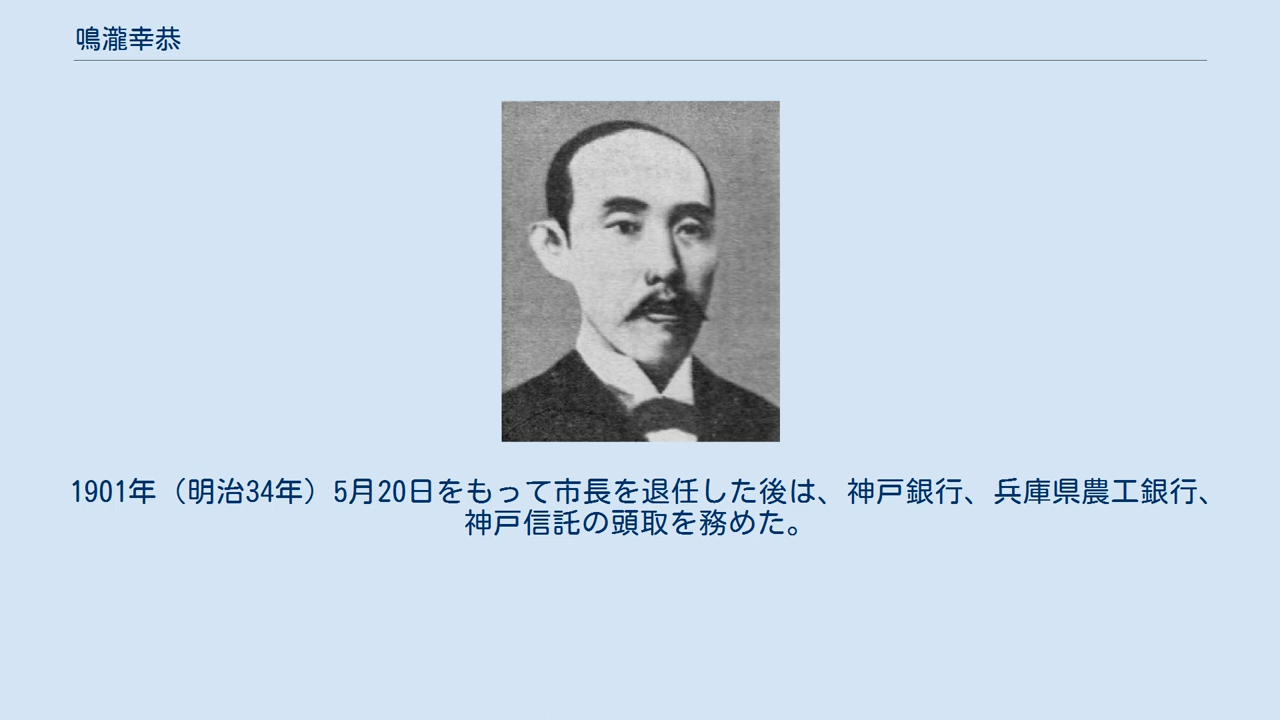 鳴瀧幸恭
1901年（明治34年）5月20日をもって市長を退任した後は、神戸銀行、兵庫県農工銀行、
神戸信託の頭取を務めた。